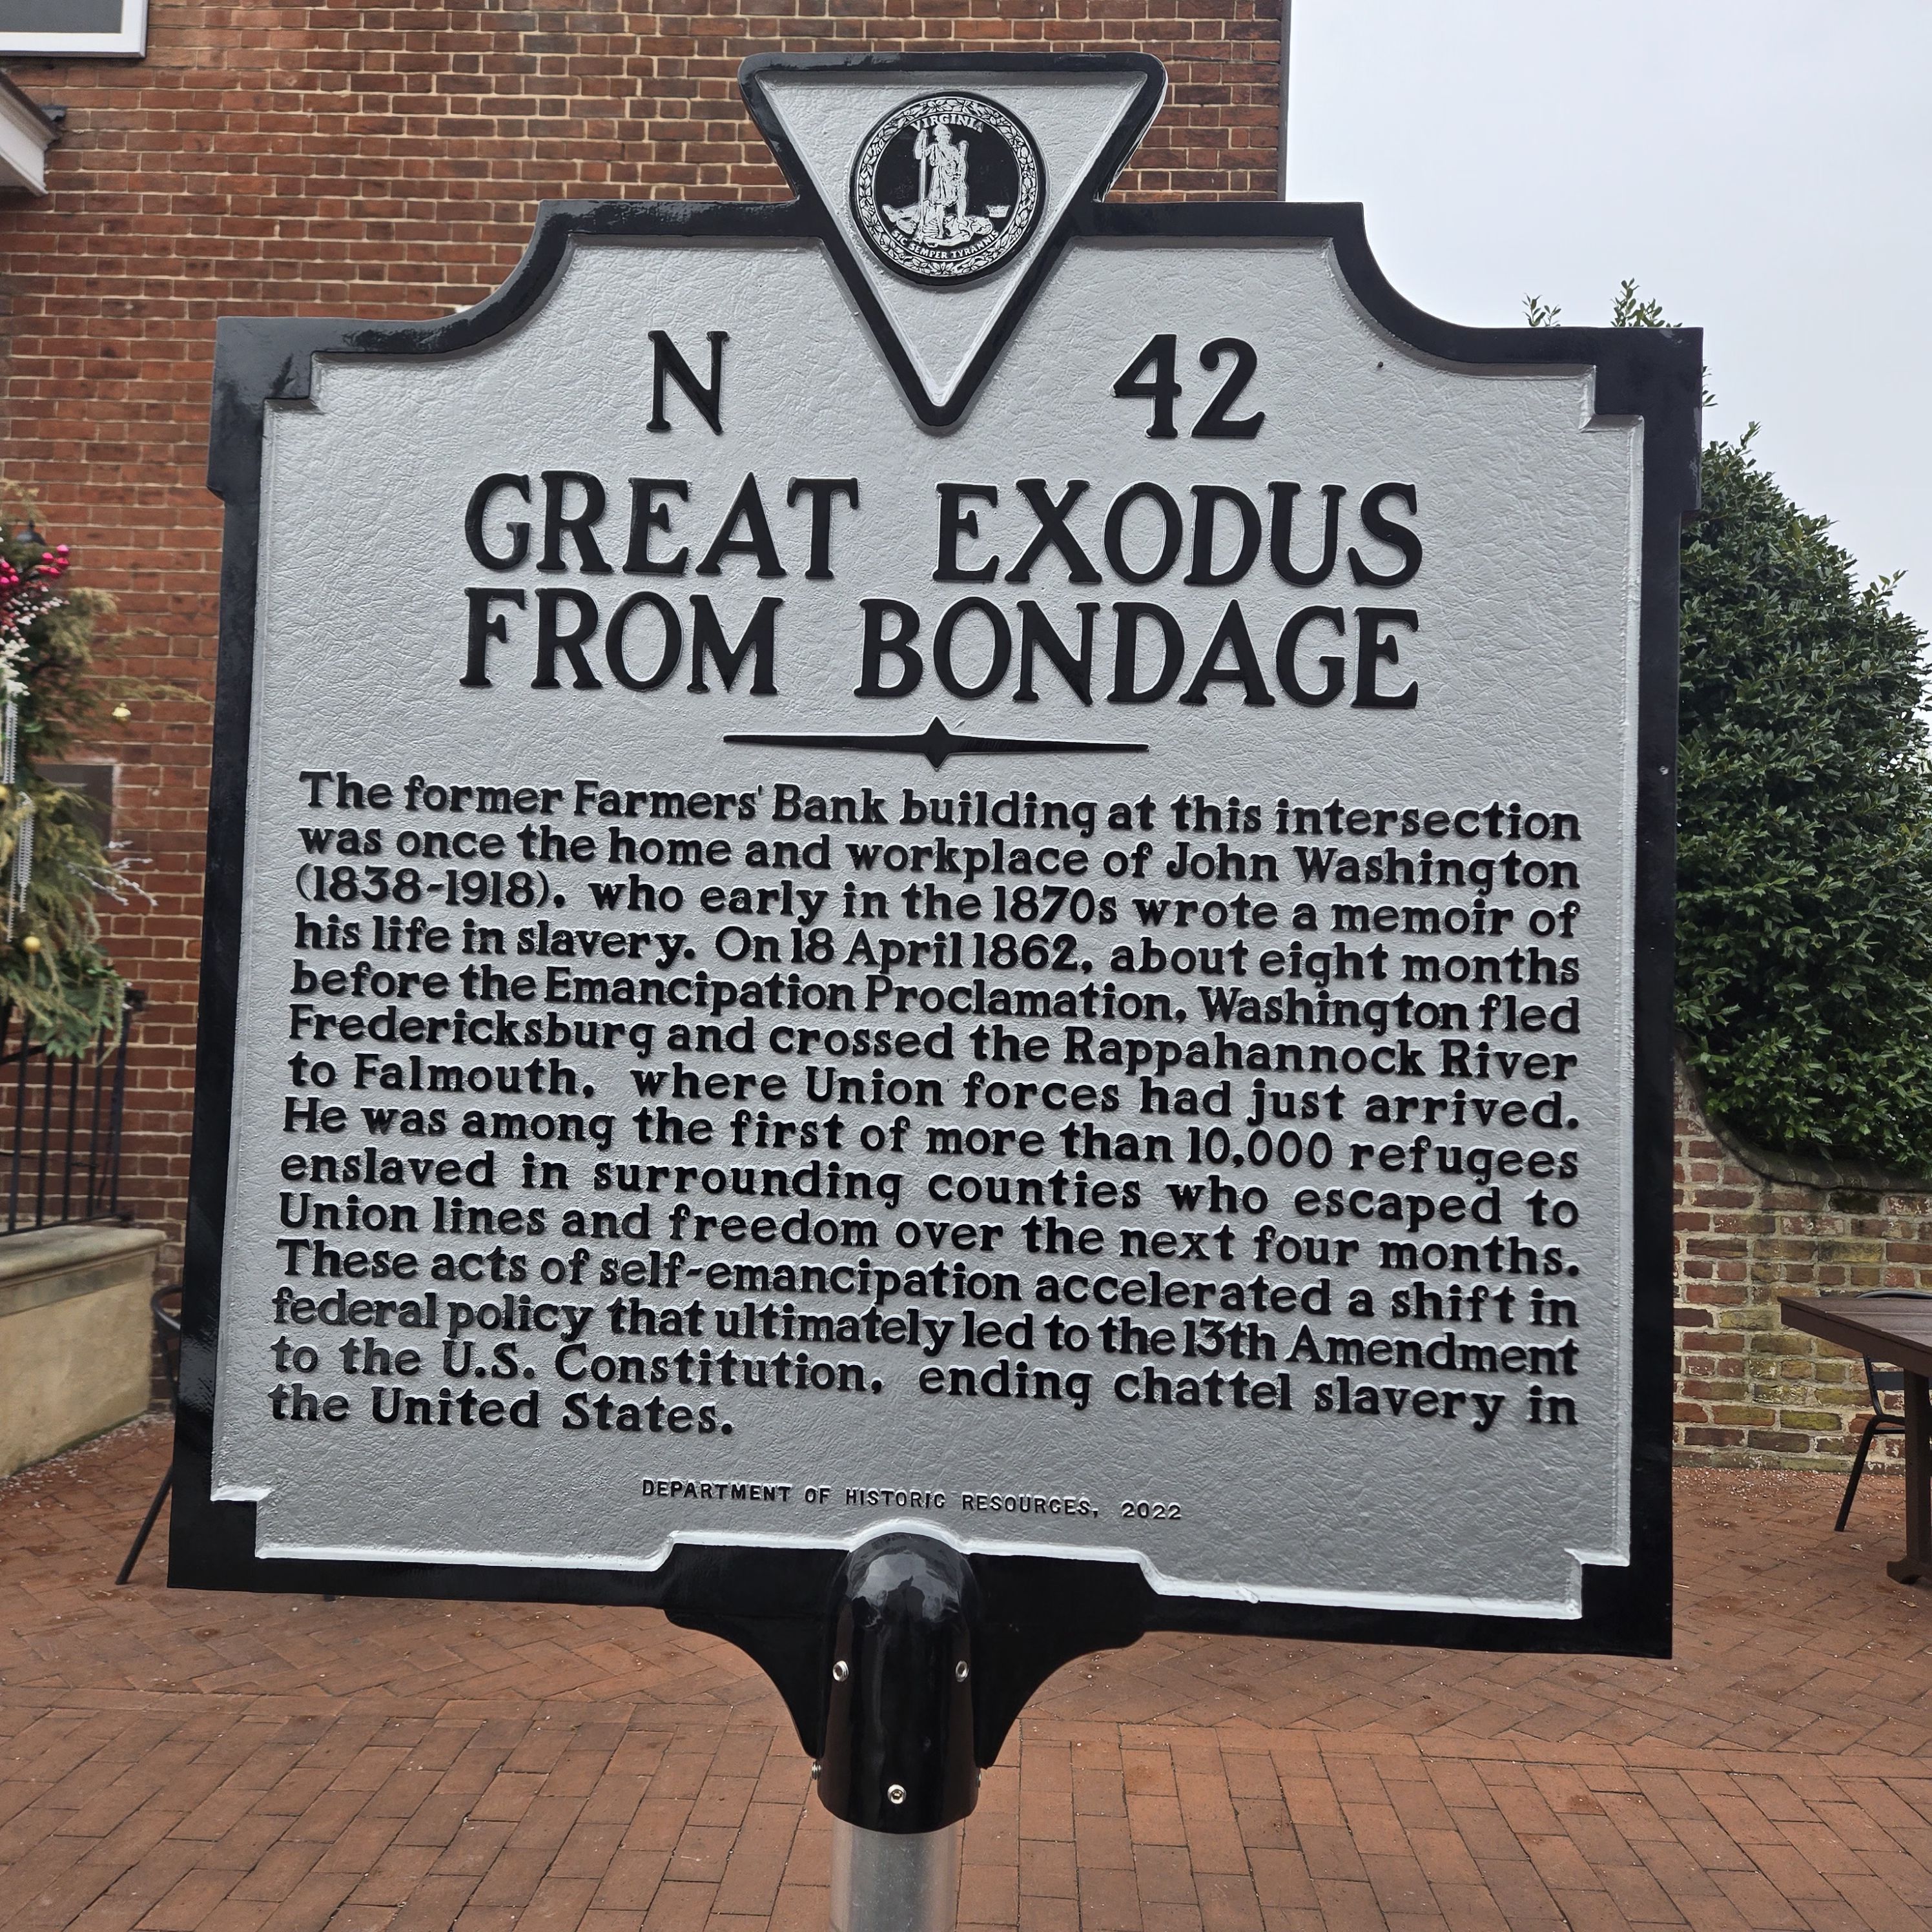 VIRGINIA
SIC SEMPER TYRANNIS
N 42
GREAT EXODUS
FROM BONDAGE
The former Farmers' Bank building at this intersection
was once the home and workplace of John Washington
(1838-1918), who early in the 1870s wrote a memoir of
his life in slavery. On 18 April 1862, about eight months
before the Emancipation Proclamation, Washington fled
Fredericksburg and crossed the Rappahannock River
to Falmouth, where Union forces had just arrived.
He was among the first of more than 10,000 refugees
enslaved in surrounding counties who escaped to
Union lines and freedom over the next four months.
These acts of self-emancipation accelerated a shift in
federal policy that ultimately led to the 13th Amendment
to the U.S. Constitution, ending chattel slavery in
the United States.
DEPARTMENT OF HISTORIC RESOURCES, 2022